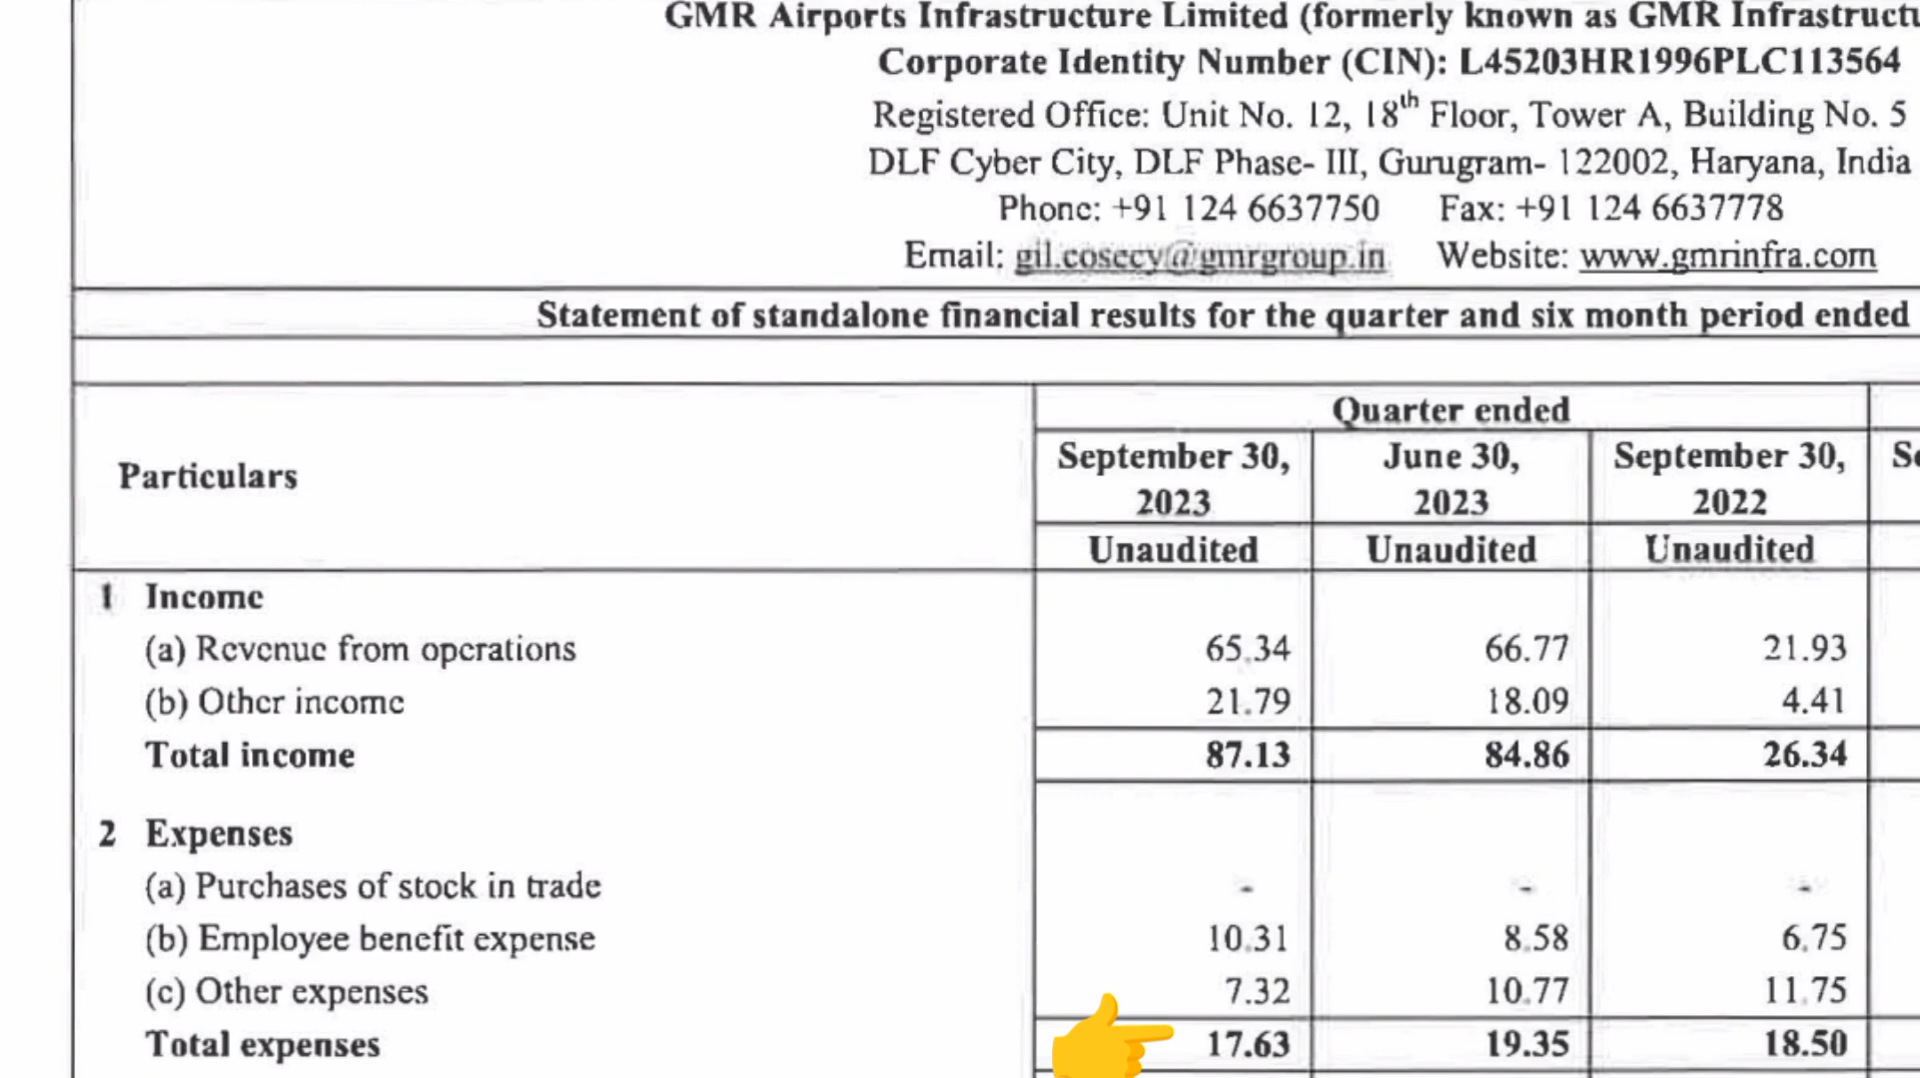 GMR Airports Infrastructure Limited (formerly known as GMR Infrastructu
Corporate Identity Number (CIN): L45203HR1996PLC113564
Registered Office: Unit No. 12, 18th Floor, Tower A, Building No. 5
DLF Cyber City, DLF Phase- III, Gurugram- 122002, Haryana, India
Phone: +91 124 6637750 Fax: +91 124 6637778
Email: gil.cosecy@gmrgroup.in Website: www.gmrinfra.com
Statement of standalone financial results for the quarter and six month period ended
Quarter ended
Particulars September 30, 2023 June 30, 2023 September 30, 2022 Se
Unaudited Unaudited Unaudited
1 Income
(a) Revenue from operations 65.34 66.77 21.93
(b) Other income 21.79 18.09 4.41
Total income 87.13 84.86 26.34
2 Expenses
(a) Purchases of stock in trade - - -
(b) Employee benefit expense 10.31 8.58 6.75
(c) Other expenses 7.32 10.77 11.75
Total expenses 17.63 19.35 18.50